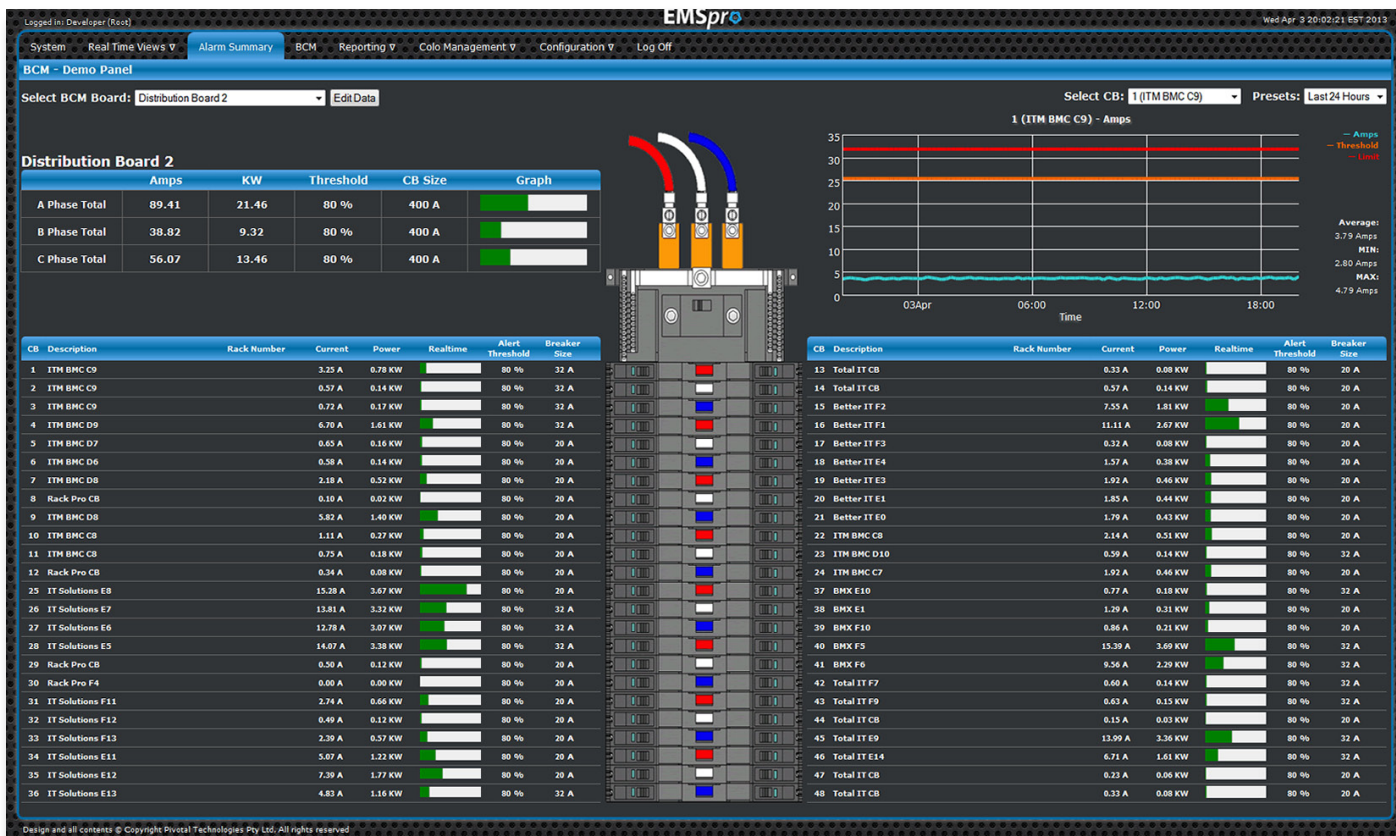 Logged in: Developer (Root)
EMSpro
Wed Apr 3 20:02:21 EST 2013
System Real Time Views ∇ Alarm Summary BCM Reporting ∇ Colo Management ∇ Configuration ∇ Log Off
BCM - Demo Panel
Select BCM Board: Distribution Board 2 Edit Data
Select CB: 1 (ITM BMC C9) Presets: Last 24 Hours
1 (ITM BMC C9) - Amps
35
30
25
20
15
10
5
0
03Apr 06:00 12:00 18:00
Time
— Amps
— Threshold
— Limit
Average:
3.79 Amps
MIN:
2.80 Amps
MAX:
4.79 Amps
Distribution Board 2
Amps KW Threshold CB Size Graph
A Phase Total 89.41 21.46 80 % 400 A
B Phase Total 38.82 9.32 80 % 400 A
C Phase Total 56.07 13.46 80 % 400 A
CB Description Rack Number Current Power Realtime Alert Threshold Breaker Size
1 ITM BMC C9 3.25 A 0.78 KW 80 % 32 A
2 ITM BMC C9 0.57 A 0.14 KW 80 % 32 A
3 ITM BMC C9 0.72 A 0.17 KW 80 % 32 A
4 ITM BMC D9 6.70 A 1.61 KW 80 % 32 A
5 ITM BMC D7 0.65 A 0.16 KW 80 % 20 A
6 ITM BMC D6 0.58 A 0.14 KW 80 % 20 A
7 ITM BMC D8 2.18 A 0.52 KW 80 % 20 A
8 Rack Pro CB 0.10 A 0.02 KW 80 % 20 A
9 ITM BMC D8 5.82 A 1.40 KW 80 % 20 A
10 ITM BMC C8 1.11 A 0.27 KW 80 % 20 A
11 ITM BMC C8 0.75 A 0.18 KW 80 % 20 A
12 Rack Pro CB 0.34 A 0.08 KW 80 % 20 A
25 IT Solutions E8 15.28 A 3.67 KW 80 % 20 A
26 IT Solutions E7 13.81 A 3.32 KW 80 % 32 A
27 IT Solutions E6 12.78 A 3.07 KW 80 % 32 A
28 IT Solutions E5 14.07 A 3.38 KW 80 % 32 A
29 Rack Pro CB 0.50 A 0.12 KW 80 % 20 A
30 Rack Pro F4 0.00 A 0.00 KW 80 % 20 A
31 IT Solutions F11 2.74 A 0.66 KW 80 % 20 A
32 IT Solutions F12 0.49 A 0.12 KW 80 % 20 A
33 IT Solutions F13 2.39 A 0.57 KW 80 % 20 A
34 IT Solutions E11 5.07 A 1.22 KW 80 % 20 A
35 IT Solutions E12 7.39 A 1.77 KW 80 % 20 A
36 IT Solutions E13 4.83 A 1.16 KW 80 % 32 A
CB Description Rack Number Current Power Realtime Alert Threshold Breaker Size
13 Total IT CB 0.33 A 0.08 KW 80 % 20 A
14 Total IT CB 0.57 A 0.14 KW 80 % 20 A
15 Better IT F2 7.55 A 1.81 KW 80 % 20 A
16 Better IT F1 11.11 A 2.67 KW 80 % 20 A
17 Better IT F3 0.32 A 0.08 KW 80 % 20 A
18 Better IT E4 1.57 A 0.38 KW 80 % 20 A
19 Better IT E3 1.92 A 0.46 KW 80 % 20 A
20 Better IT E1 1.85 A 0.44 KW 80 % 20 A
21 Better IT E0 1.79 A 0.43 KW 80 % 20 A
22 ITM BMC C8 2.14 A 0.51 KW 80 % 20 A
23 ITM BMC D10 0.59 A 0.14 KW 80 % 32 A
24 ITM BMC C7 1.92 A 0.46 KW 80 % 20 A
37 BMX E10 0.77 A 0.18 KW 80 % 32 A
38 BMX E1 1.29 A 0.31 KW 80 % 20 A
39 BMX F10 0.86 A 0.21 KW 80 % 20 A
40 BMX F5 15.39 A 3.69 KW 80 % 32 A
41 BMX F6 9.56 A 2.29 KW 80 % 32 A
42 Total IT F7 0.60 A 0.14 KW 80 % 32 A
43 Total IT F9 0.63 A 0.15 KW 80 % 32 A
44 Total IT CB 0.15 A 0.03 KW 80 % 20 A
45 Total IT E9 13.99 A 3.36 KW 80 % 32 A
46 Total IT E14 6.71 A 1.61 KW 80 % 32 A
47 Total IT CB 0.23 A 0.06 KW 80 % 20 A
48 Total IT CB 0.33 A 0.08 KW 80 % 20 A
Design and all contents © Copyright Pivotal Technologies Pty Ltd. All rights reserved